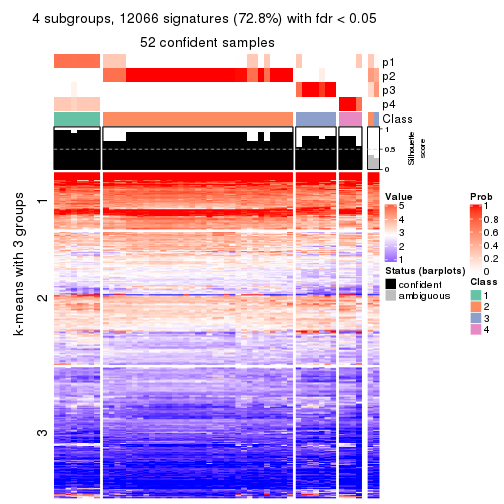 4 subgroups, 12066 signatures (72.8%) with fdr < 0.05
52 confident samples
p1
p2
p3
p4
Class
1
0.5
0
Silhouette
score
k-means with 3 groups
1
2
3
Value
5
4
3
2
1
Status (barplots)
confident
ambiguous
Prob
1
0.8
0.6
0.4
0.2
0
Class
1
2
3
4